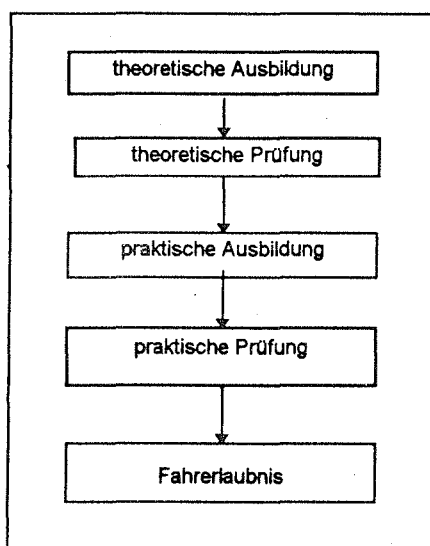 theoretische Ausbildung
theoretische Prüfung
praktische Ausbildung
praktische Prüfung
Fahrerlaubnis